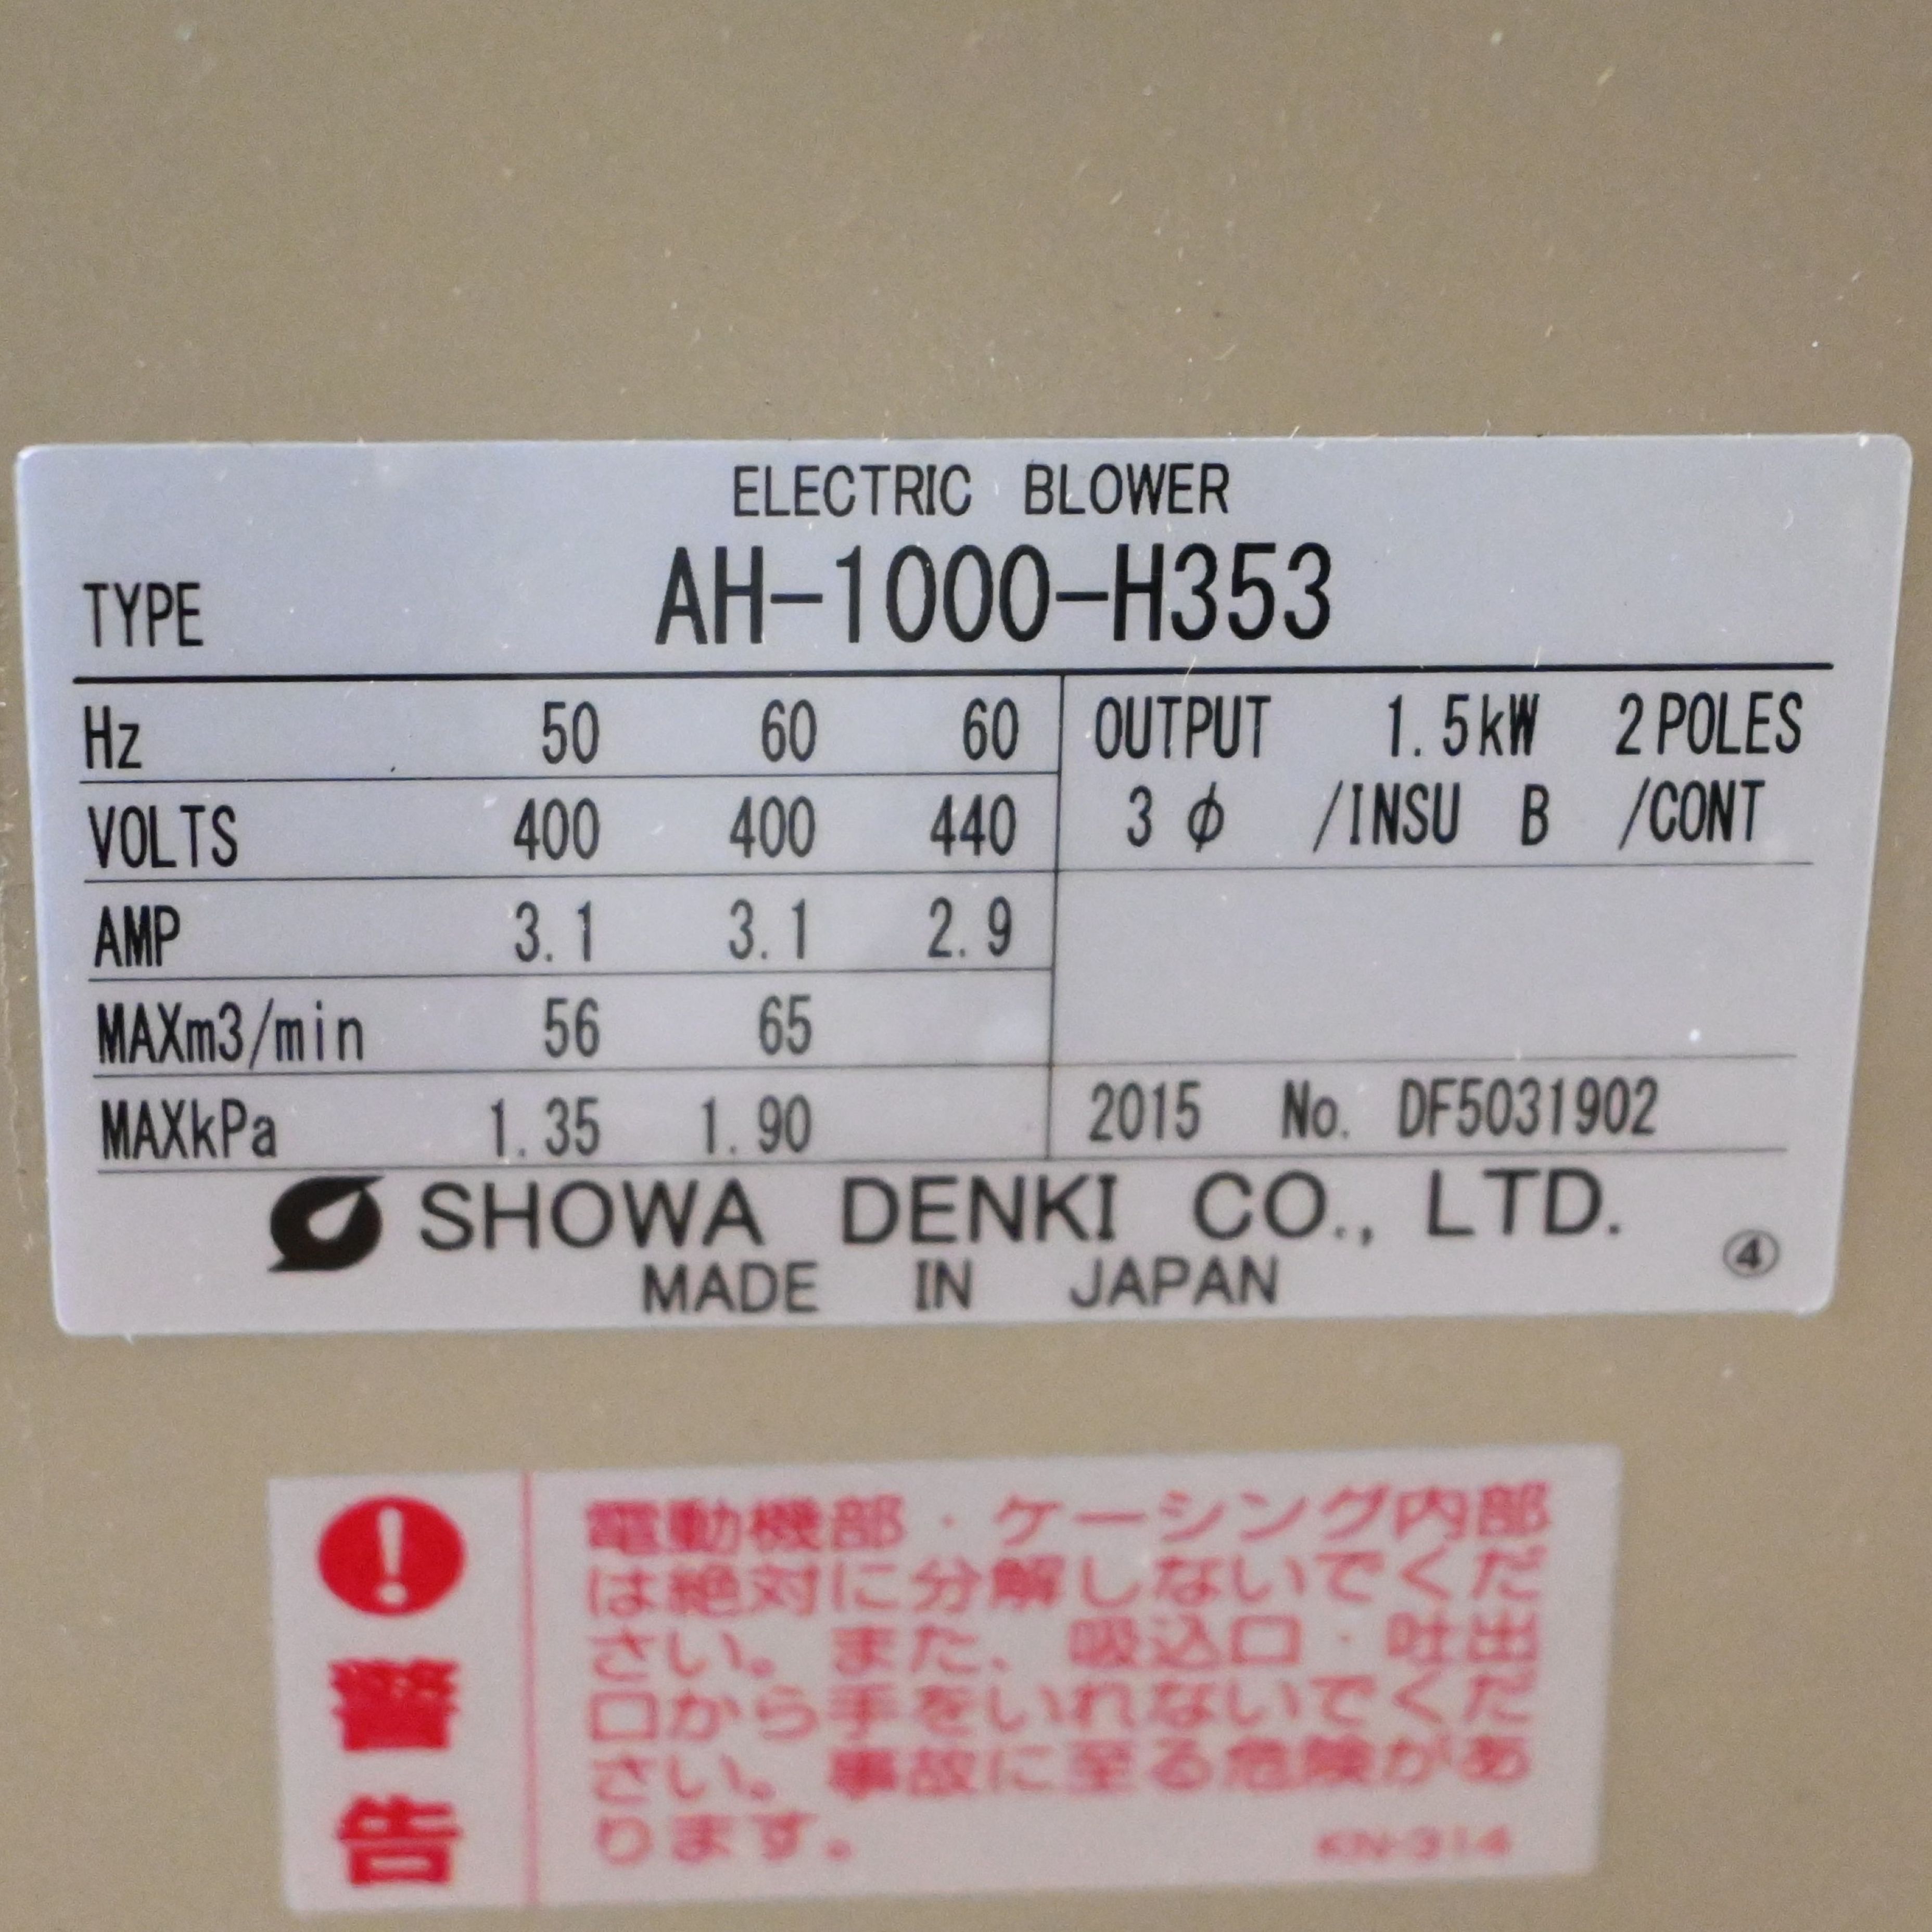 ELECTRIC BLOWER
TYPE AH-1000-H353
Hz 50 60 60 OUTPUT 1.5kW 2POLES
VOLTS 400 400 440 3φ /INSU B /CONT
AMP 3.1 3.1 2.9
MAXm3/min 56 65
MAXkPa 1.35 1.90 2015 No. DF5031902
SHOWA DENKI CO., LTD.
MADE IN JAPAN ④
警告
電動機部・ケーシング内部
は絶対に分解しないでくだ
さい。また、吸込口・吐出
口から手をいれないでくだ
さい。事故に至る危険があ
ります。
KN-314